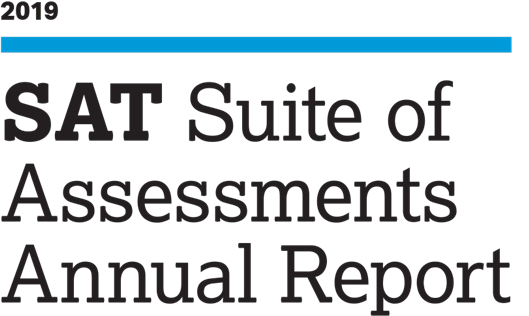 2019
SAT Suite of
Assessments
Annual Report